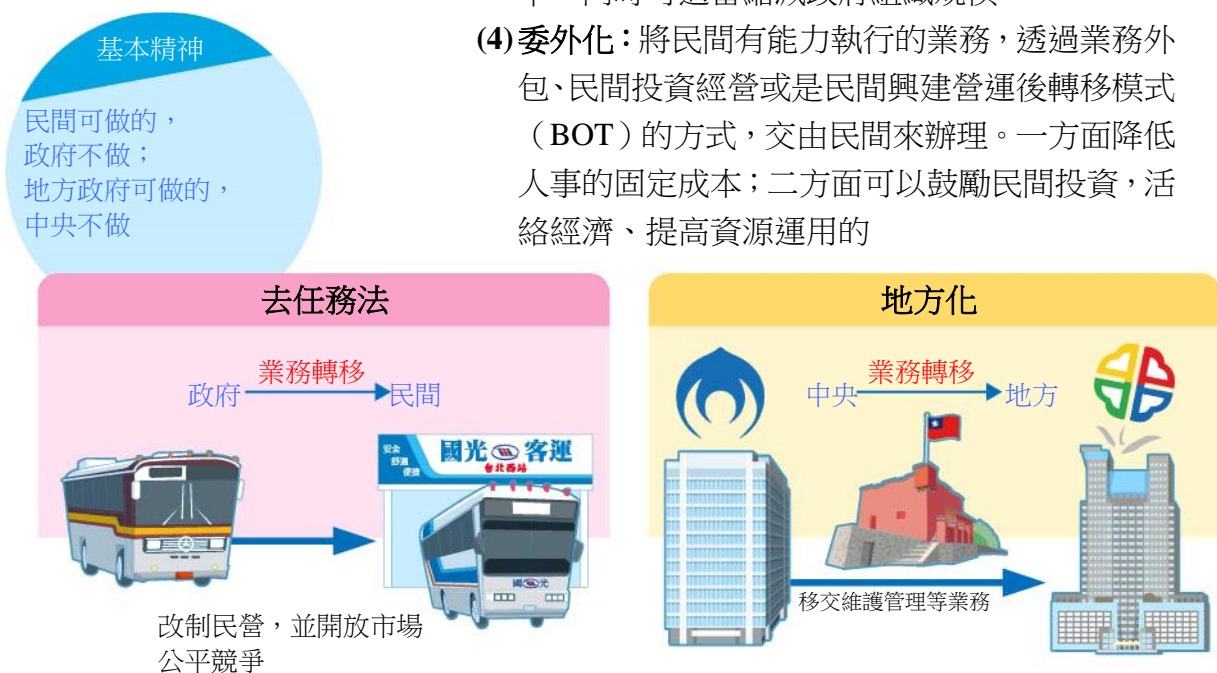 基本精神
民間可做的，
政府不做；
地方政府可做的，
中央不做
(4)委外化：將民間有能力執行的業務，透過業務外
包、民間投資經營或是民間興建營運後轉移模式
（BOT）的方式，交由民間來辦理。一方面降低
人事的固定成本；二方面可以鼓勵民間投資，活
絡經濟、提高資源運用的
去任務法
業務轉移
政府
民間
安全
舒適
便捷
國光 客運
台北西站
國光
改制民營，並開放市場
公平競爭
地方化
業務轉移
中央
地方
移交維護管理等業務